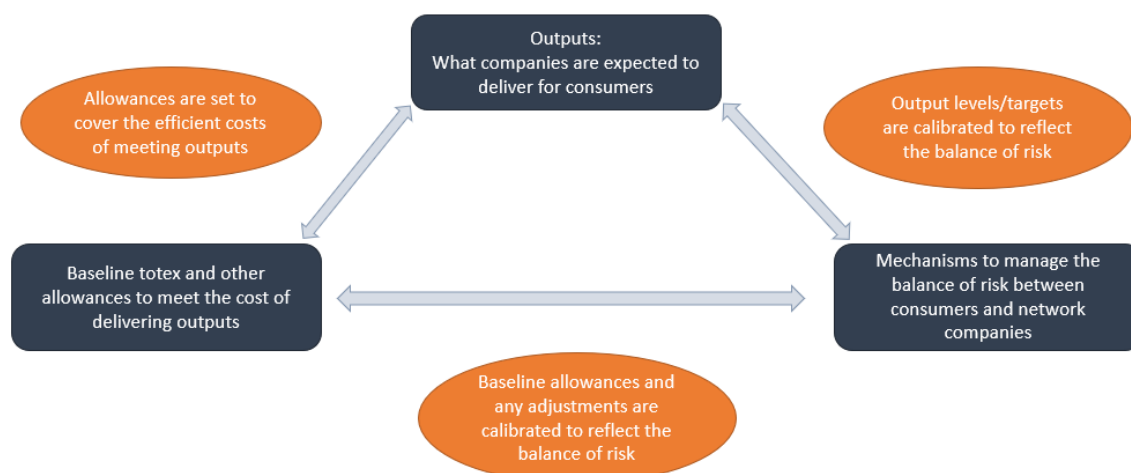 Outputs:
What companies are expected to
deliver for consumers
Allowances are set to
cover the efficient costs
of meeting outputs
Output levels/targets
are calibrated to reflect
the balance of risk
Baseline totex and other
allowances to meet the cost of
delivering outputs
Mechanisms to manage the
balance of risk between
consumers and network
companies
Baseline allowances and
any adjustments are
calibrated to reflect the
balance of risk